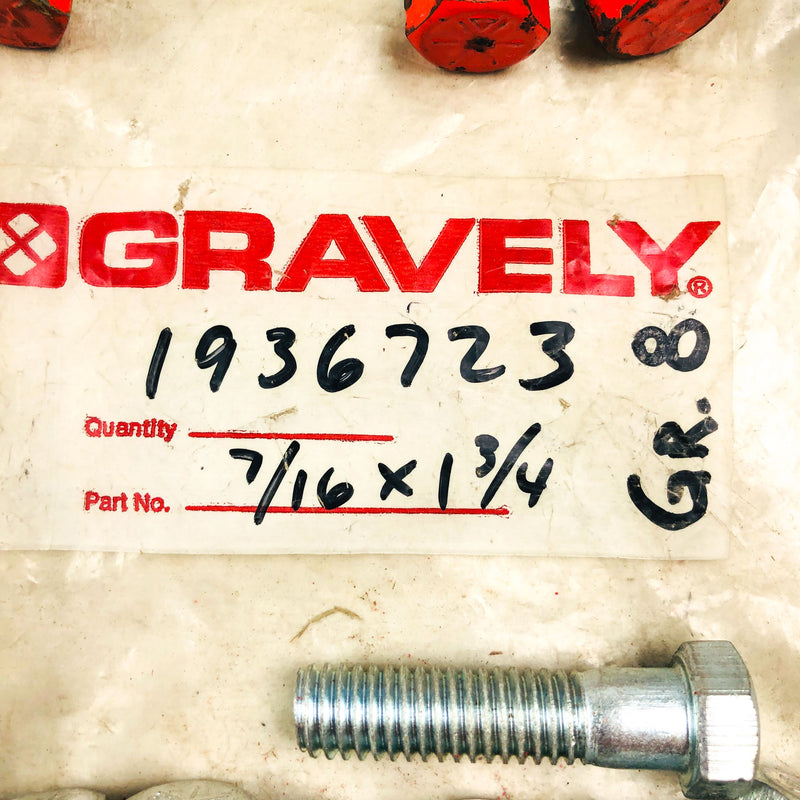 GRAVELY®
1936723
Quantity
7/16 x 1 3/4
Part No.
GR. 8